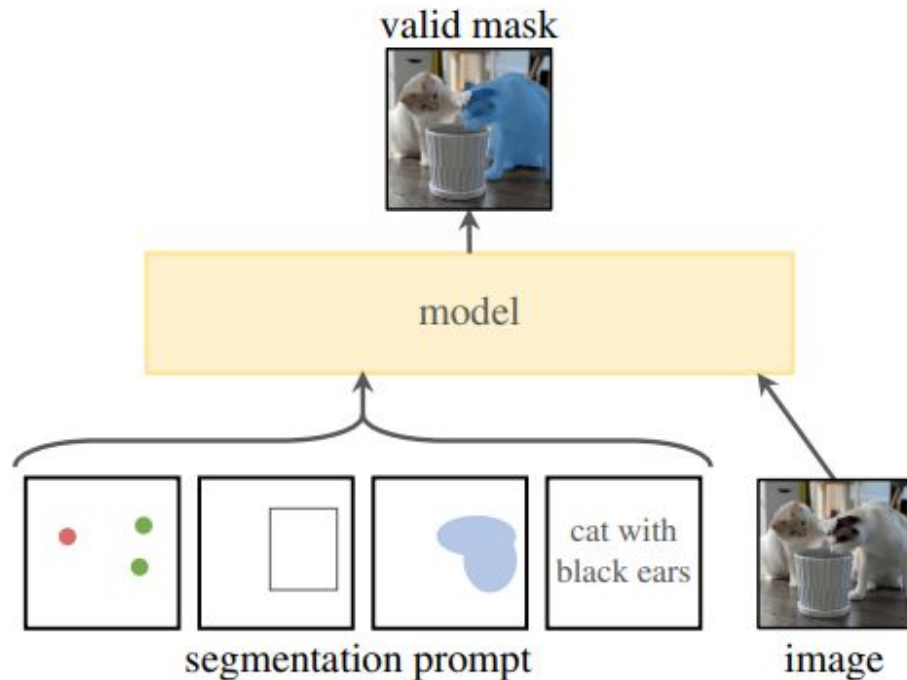 valid mask
model
cat with
black ears
segmentation prompt
image